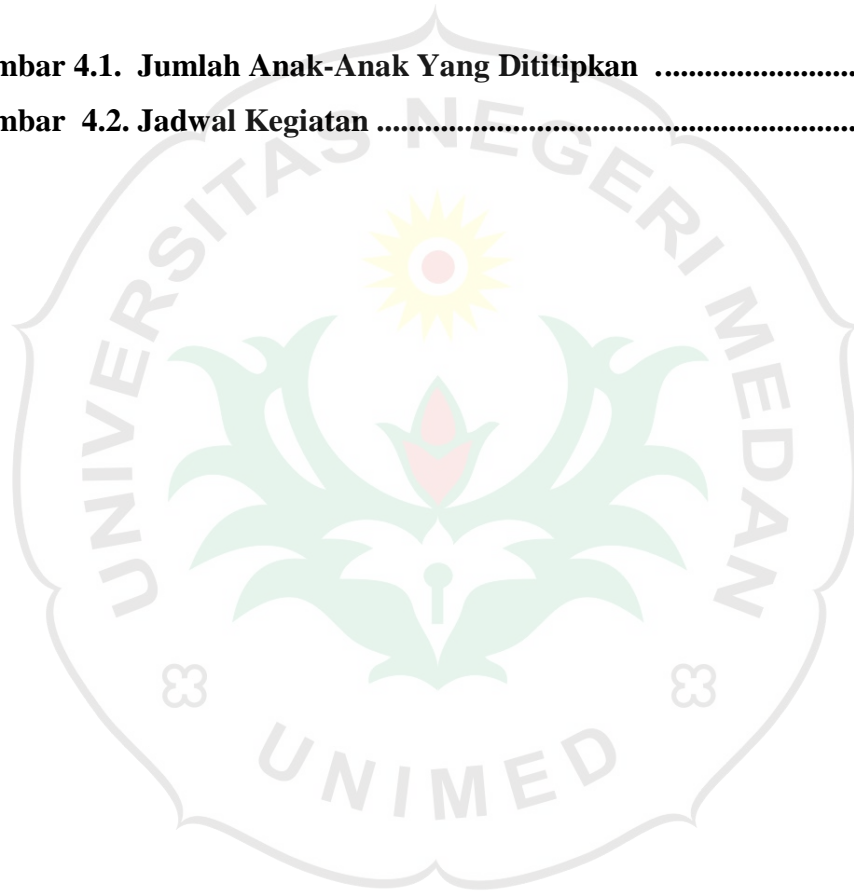 mbar 4.1. Jumlah Anak-Anak Yang Dititipkan ..........................
mbar 4.2. Jadwal Kegiatan .............................................................
UNIVERSITAS NEGERI MEDAN
UNIMED